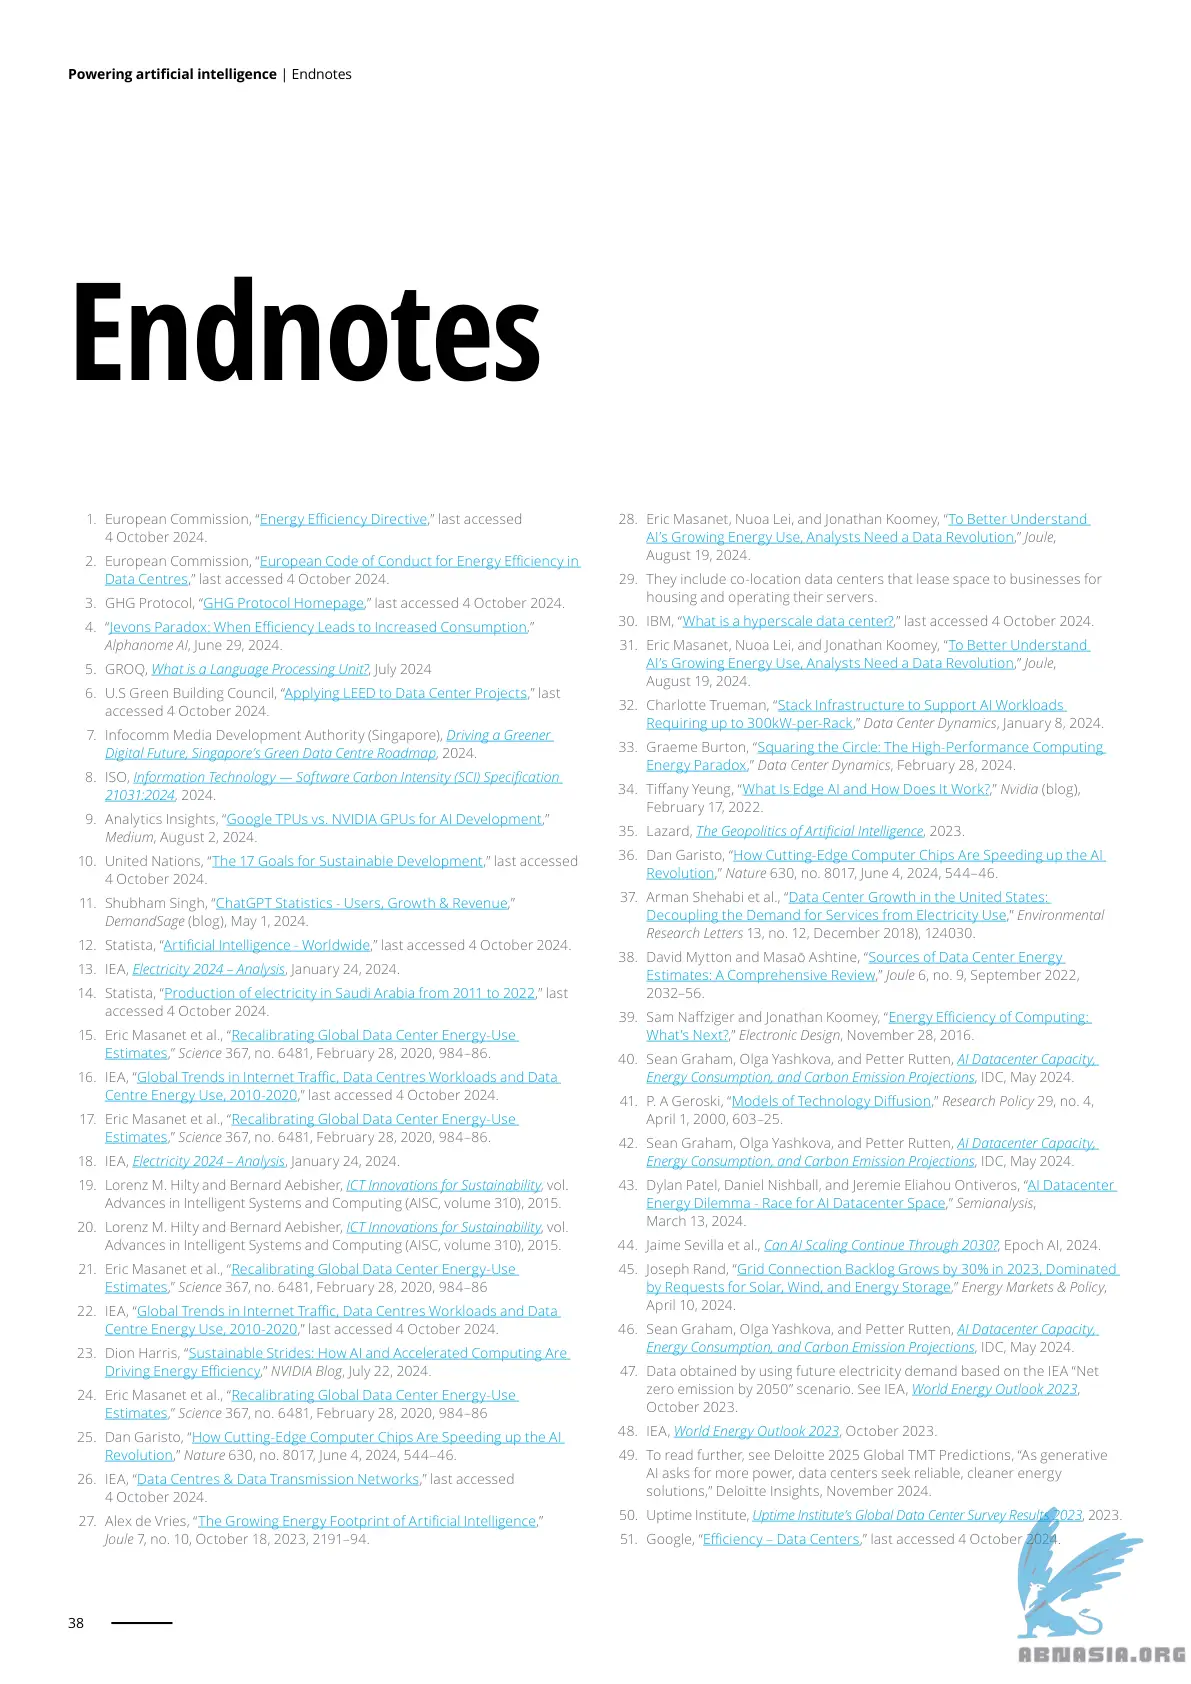 Powering artificial intelligence | Endnotes
Endnotes
1. European Commission, “Energy Efficiency Directive,” last accessed
4 October 2024.
2. European Commission, “European Code of Conduct for Energy Efficiency in
Data Centres,” last accessed 4 October 2024.
3. GHG Protocol, “GHG Protocol Homepage,” last accessed 4 October 2024.
4. “Jevons Paradox: When Efficiency Leads to Increased Consumption,”
Alphanome AI, June 29, 2024.
5. GROQ, What is a Language Processing Unit?, July 2024
6. U.S Green Building Council, “Applying LEED to Data Center Projects,” last
accessed 4 October 2024.
7. Infocomm Media Development Authority (Singapore), Driving a Greener
Digital Future, Singapore’s Green Data Centre Roadmap, 2024.
8. ISO, Information Technology — Software Carbon Intensity (SCI) Specification
21031:2024, 2024.
9. Analytics Insights, “Google TPUs vs. NVIDIA GPUs for AI Development,”
Medium, August 2, 2024.
10. United Nations, “The 17 Goals for Sustainable Development,” last accessed
4 October 2024.
11. Shubham Singh, “ChatGPT Statistics - Users, Growth & Revenue,”
DemandSage (blog), May 1, 2024.
12. Statista, “Artificial Intelligence - Worldwide,” last accessed 4 October 2024.
13. IEA, Electricity 2024 – Analysis, January 24, 2024.
14. Statista, “Production of electricity in Saudi Arabia from 2011 to 2022,” last
accessed 4 October 2024.
15. Eric Masanet et al., “Recalibrating Global Data Center Energy-Use
Estimates,” Science 367, no. 6481, February 28, 2020, 984–86.
16. IEA, “Global Trends in Internet Traffic, Data Centres Workloads and Data
Centre Energy Use, 2010-2020,” last accessed 4 October 2024.
17. Eric Masanet et al., “Recalibrating Global Data Center Energy-Use
Estimates,” Science 367, no. 6481, February 28, 2020, 984–86.
18. IEA, Electricity 2024 – Analysis, January 24, 2024.
19. Lorenz M. Hilty and Bernard Aebisher, ICT Innovations for Sustainability, vol.
Advances in Intelligent Systems and Computing (AISC, volume 310), 2015.
20. Lorenz M. Hilty and Bernard Aebisher, ICT Innovations for Sustainability, vol.
Advances in Intelligent Systems and Computing (AISC, volume 310), 2015.
21. Eric Masanet et al., “Recalibrating Global Data Center Energy-Use
Estimates,” Science 367, no. 6481, February 28, 2020, 984–86
22. IEA, “Global Trends in Internet Traffic, Data Centres Workloads and Data
Centre Energy Use, 2010-2020,” last accessed 4 October 2024.
23. Dion Harris, “Sustainable Strides: How AI and Accelerated Computing Are
Driving Energy Efficiency,” NVIDIA Blog, July 22, 2024.
24. Eric Masanet et al., “Recalibrating Global Data Center Energy-Use
Estimates,” Science 367, no. 6481, February 28, 2020, 984–86
25. Dan Garisto, “How Cutting-Edge Computer Chips Are Speeding up the AI
Revolution,” Nature 630, no. 8017, June 4, 2024, 544–46.
26. IEA, “Data Centres & Data Transmission Networks,” last accessed
4 October 2024.
27. Alex de Vries, “The Growing Energy Footprint of Artificial Intelligence,”
Joule 7, no. 10, October 18, 2023, 2191–94.
28. Eric Masanet, Nuoa Lei, and Jonathan Koomey, “To Better Understand
AI’s Growing Energy Use, Analysts Need a Data Revolution,” Joule,
August 19, 2024.
29. They include co-location data centers that lease space to businesses for
housing and operating their servers.
30. IBM, “What is a hyperscale data center?,” last accessed 4 October 2024.
31. Eric Masanet, Nuoa Lei, and Jonathan Koomey, “To Better Understand
AI’s Growing Energy Use, Analysts Need a Data Revolution,” Joule,
August 19, 2024.
32. Charlotte Trueman, “Stack Infrastructure to Support AI Workloads
Requiring up to 300kW-per-Rack,” Data Center Dynamics, January 8, 2024.
33. Graeme Burton, “Squaring the Circle: The High-Performance Computing
Energy Paradox,” Data Center Dynamics, February 28, 2024.
34. Tiffany Yeung, “What Is Edge AI and How Does It Work?,” Nvidia (blog),
February 17, 2022.
35. Lazard, The Geopolitics of Artificial Intelligence, 2023.
36. Dan Garisto, “How Cutting-Edge Computer Chips Are Speeding up the AI
Revolution,” Nature 630, no. 8017, June 4, 2024, 544–46.
37. Arman Shehabi et al., “Data Center Growth in the United States:
Decoupling the Demand for Services from Electricity Use,” Environmental
Research Letters 13, no. 12, December 2018), 124030.
38. David Mytton and Masaō Ashtine, “Sources of Data Center Energy
Estimates: A Comprehensive Review,” Joule 6, no. 9, September 2022,
2032–56.
39. Sam Naffziger and Jonathan Koomey, “Energy Efficiency of Computing:
What's Next?,” Electronic Design, November 28, 2016.
40. Sean Graham, Olga Yashkova, and Petter Rutten, AI Datacenter Capacity,
Energy Consumption, and Carbon Emission Projections, IDC, May 2024.
41. P. A Geroski, “Models of Technology Diffusion,” Research Policy 29, no. 4,
April 1, 2000, 603–25.
42. Sean Graham, Olga Yashkova, and Petter Rutten, AI Datacenter Capacity,
Energy Consumption, and Carbon Emission Projections, IDC, May 2024.
43. Dylan Patel, Daniel Nishball, and Jeremie Eliahou Ontiveros, “AI Datacenter
Energy Dilemma - Race for AI Datacenter Space,” Semianalysis,
March 13, 2024.
44. Jaime Sevilla et al., Can AI Scaling Continue Through 2030?, Epoch AI, 2024.
45. Joseph Rand, “Grid Connection Backlog Grows by 30% in 2023, Dominated
by Requests for Solar, Wind, and Energy Storage,” Energy Markets & Policy,
April 10, 2024.
46. Sean Graham, Olga Yashkova, and Petter Rutten, AI Datacenter Capacity,
Energy Consumption, and Carbon Emission Projections, IDC, May 2024.
47. Data obtained by using future electricity demand based on the IEA “Net
zero emission by 2050” scenario. See IEA, World Energy Outlook 2023,
October 2023.
48. IEA, World Energy Outlook 2023, October 2023.
49. To read further, see Deloitte 2025 Global TMT Predictions, “As generative
AI asks for more power, data centers seek reliable, cleaner energy
solutions,” Deloitte Insights, November 2024.
50. Uptime Institute, Uptime Institute’s Global Data Center Survey Results 2023, 2023.
51. Google, “Efficiency – Data Centers,” last accessed 4 October 2024.
38
ABNASIA.ORG